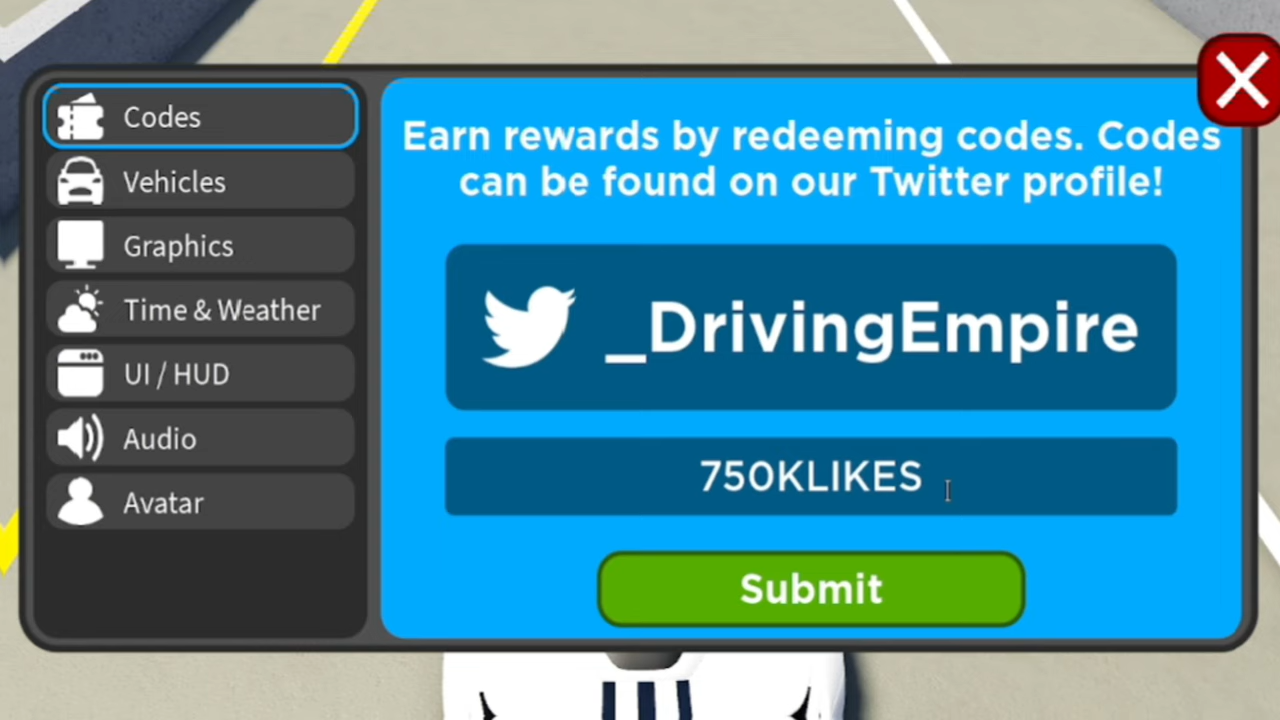 Codes
Vehicles
Graphics
Time & Weather
UI / HUD
Audio
Avatar
Earn rewards by redeeming codes. Codes
can be found on our Twitter profile!
_DrivingEmpire
750KLIKES
Submit